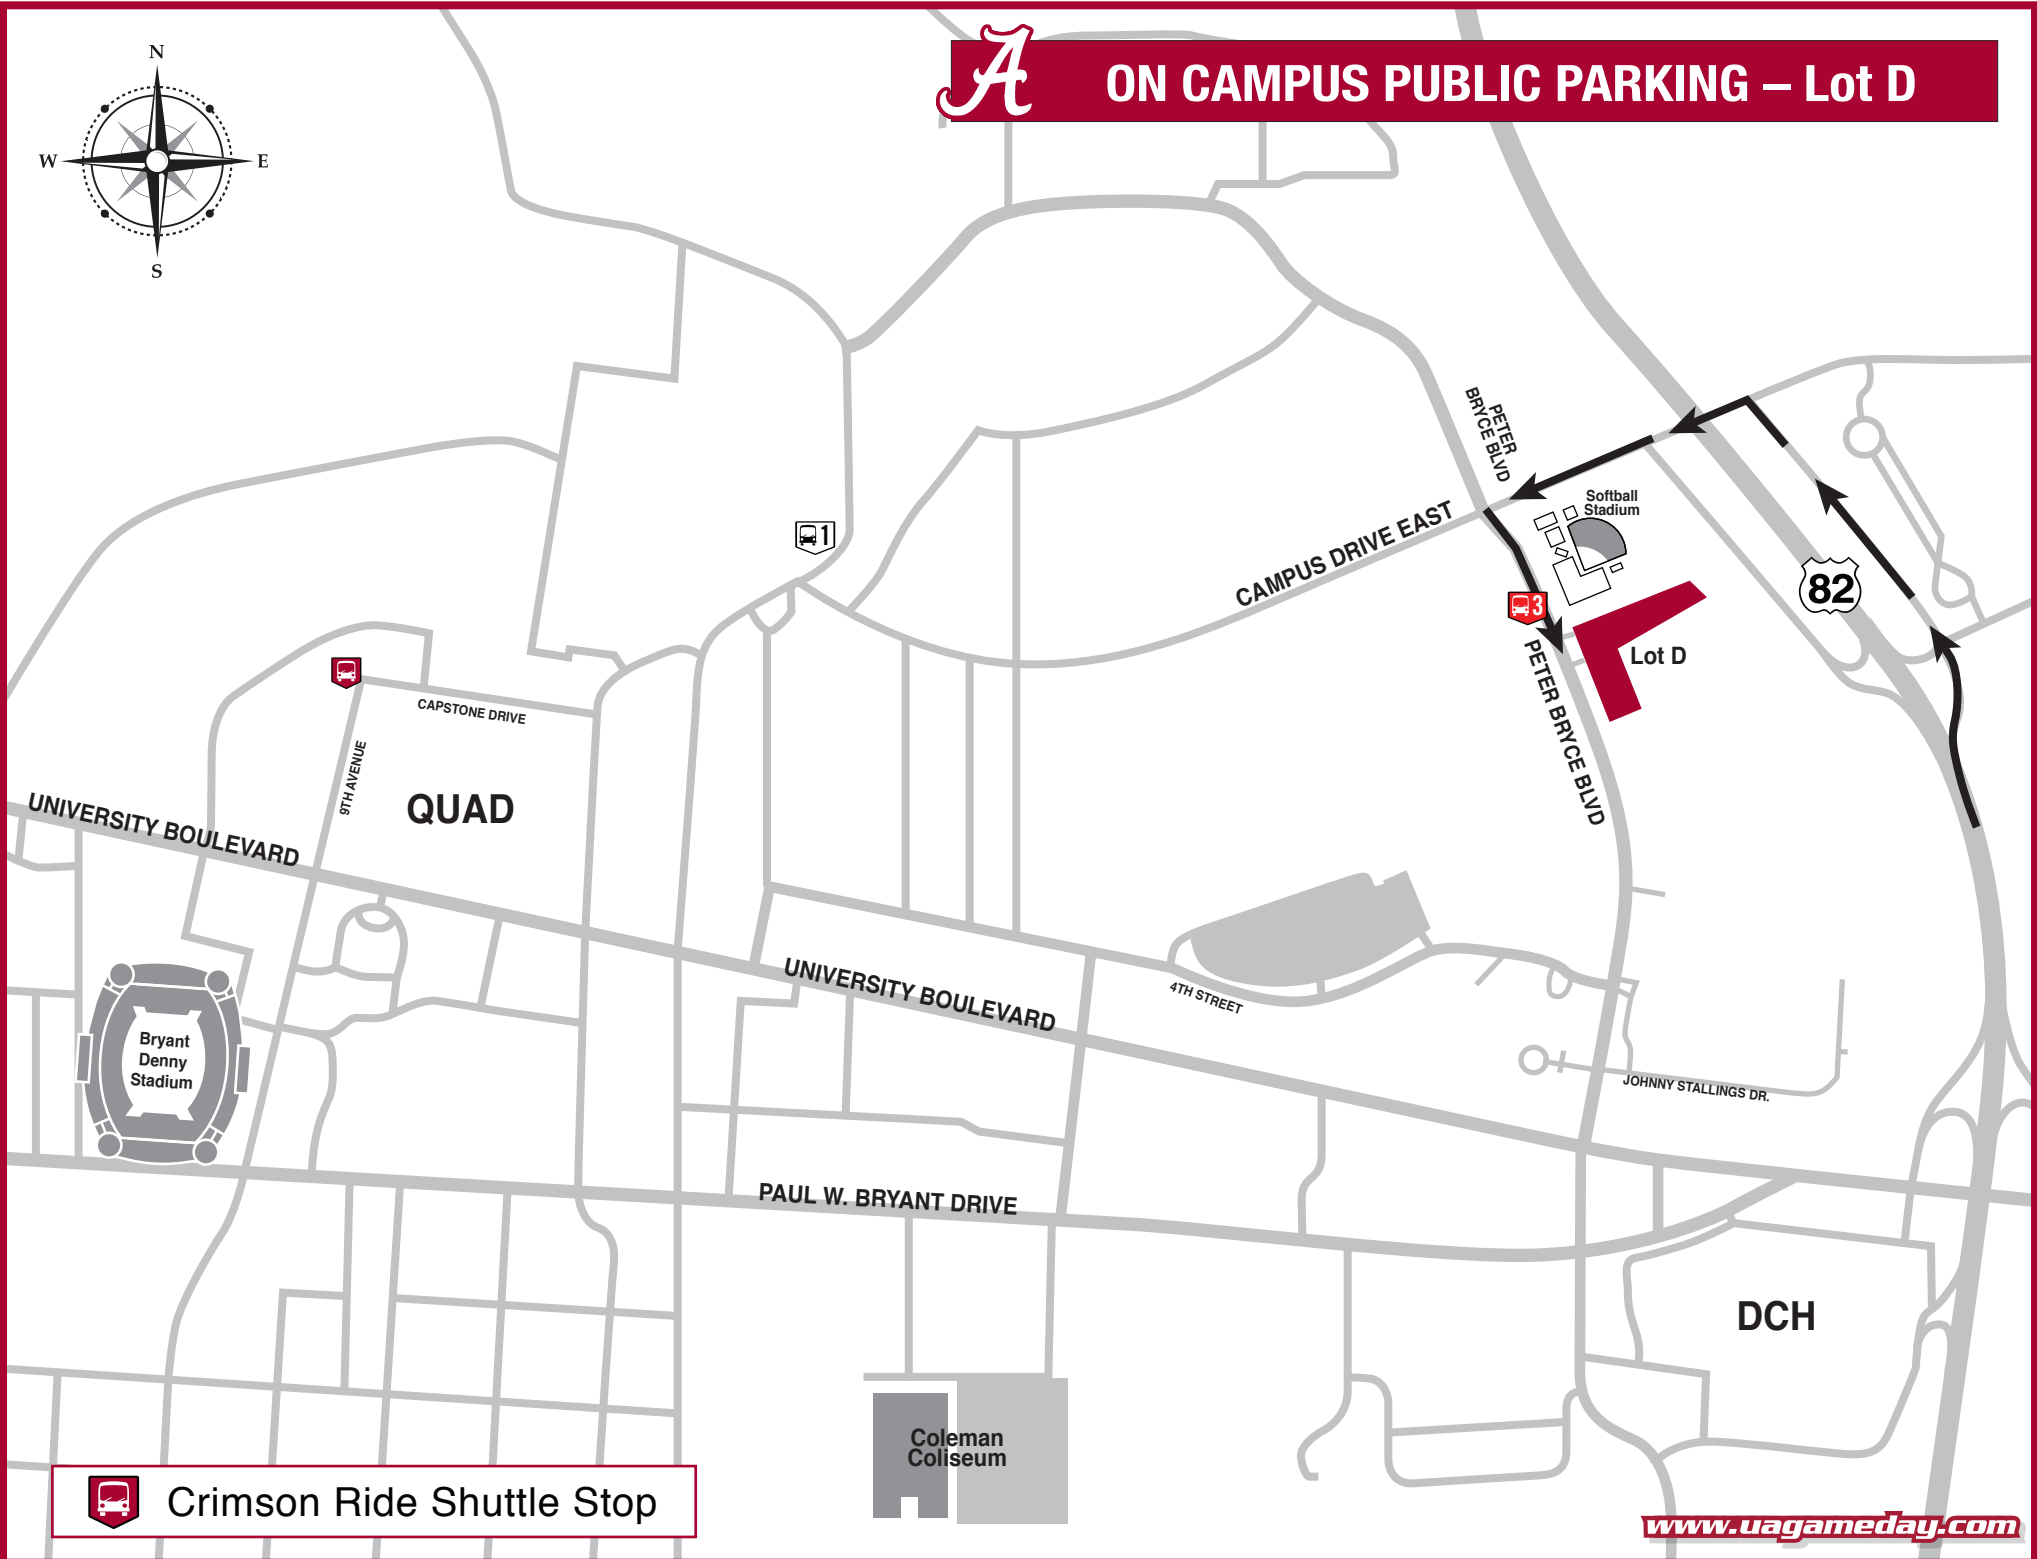 N
W
E
S
A
ON CAMPUS PUBLIC PARKING – Lot D
PETER
BRYCE BLVD
Softball
Stadium
1
CAMPUS DRIVE EAST
82
3
Lot D
PETER BRYCE BLVD
CAPSTONE DRIVE
9TH AVENUE
QUAD
UNIVERSITY BOULEVARD
UNIVERSITY BOULEVARD
4TH STREET
Bryant
Denny
Stadium
JOHNNY STALLINGS DR.
PAUL W. BRYANT DRIVE
DCH
Coleman
Coliseum
Crimson Ride Shuttle Stop
www.uagameday.com